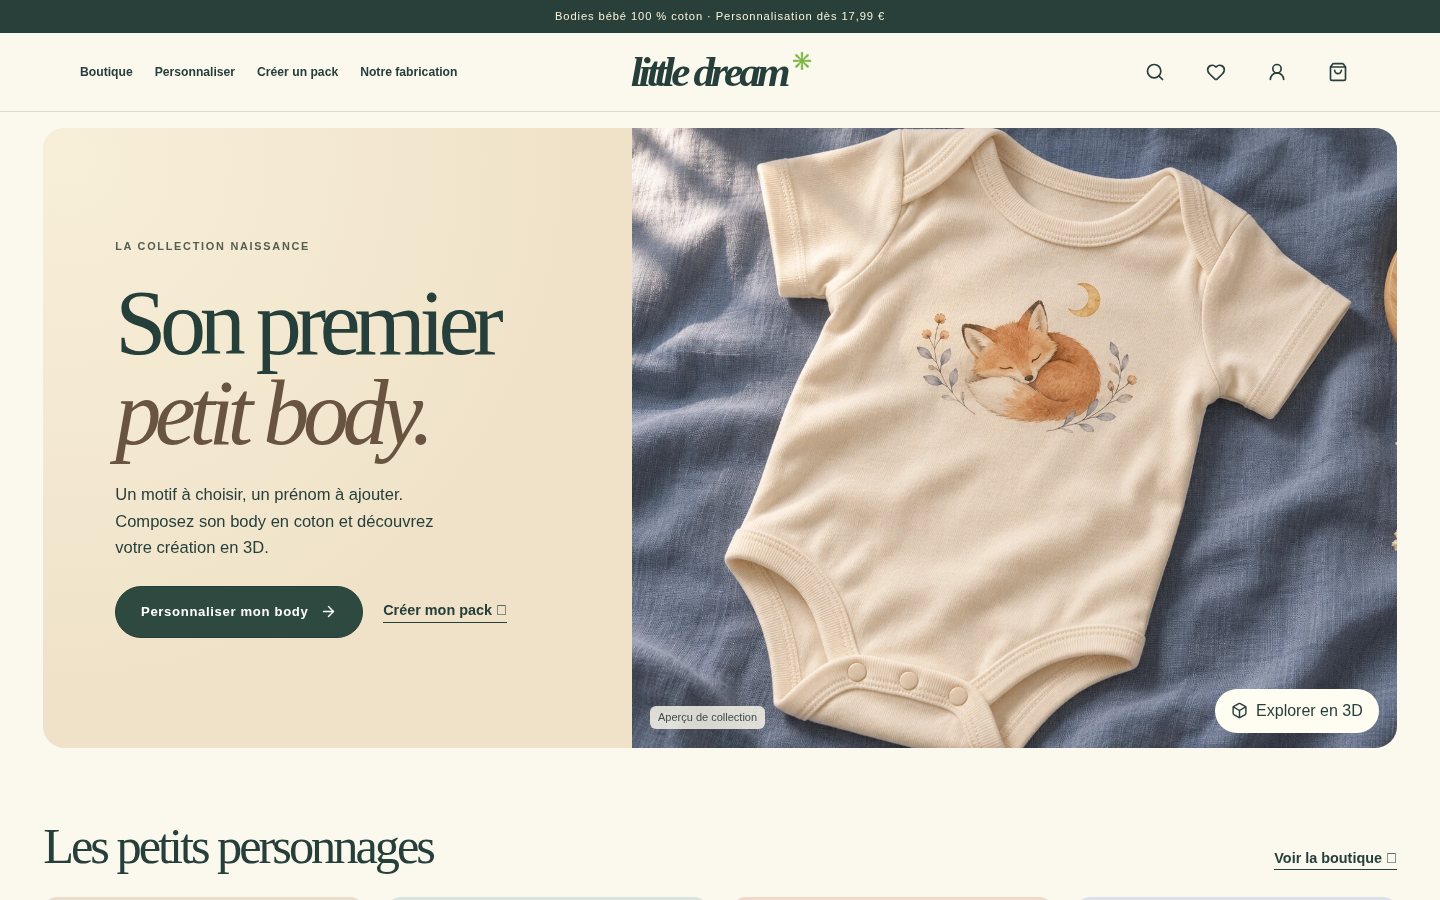 Bodies bébé 100 % coton · Personnalisation dès 17,99 €
Boutique Personnaliser Créer un pack Notre fabrication
little dream
LA COLLECTION NAISSANCE
Son premier
petit body.
Un motif à choisir, un prénom à ajouter.
Composez son body en coton et découvrez
votre création en 3D.
Personnaliser mon body →
Créer mon pack □
Aperçu de collection
Explorer en 3D
Les petits personnages
Voir la boutique □